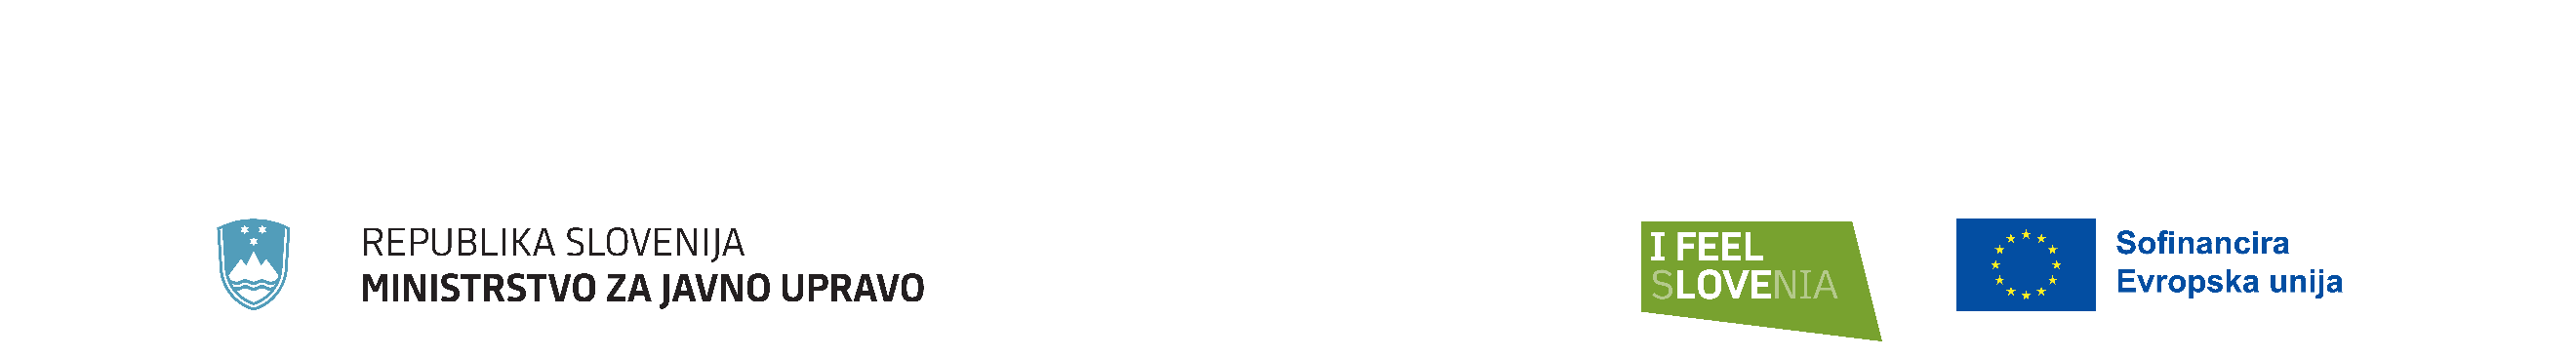 REPUBLIKA SLOVENIJA
MINISTRSTVO ZA JAVNO UPRAVO
I FEEL
SLOVENIA
Sofinancira
Evropska unija